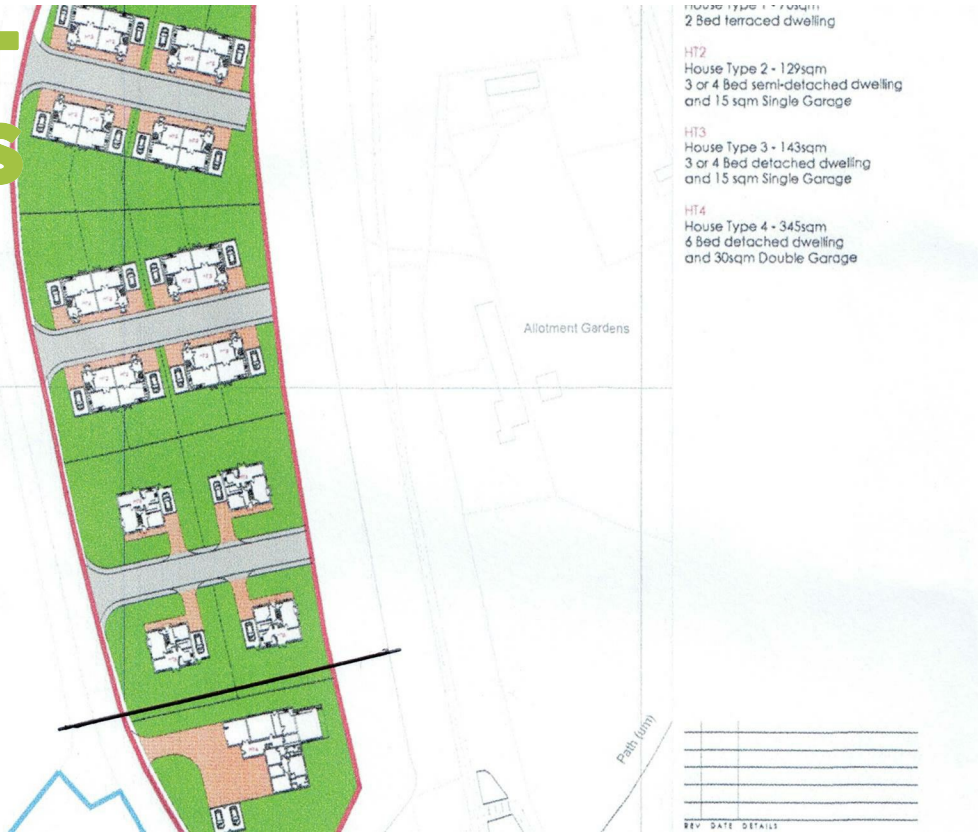 S
2 Bed terraced dwelling
HT2
House Type 2 - 129sqm
3 or 4 Bed semi-detached dwelling
and 15 sqm Single Garage
HT3
House Type 3 - 143sqm
3 or 4 Bed detached dwelling
and 15 sqm Single Garage
HT4
House Type 4 - 345sqm
6 Bed detached dwelling
and 30sqm Double Garage
Allotment Gardens
Path (um)
REV DATE DETAILS